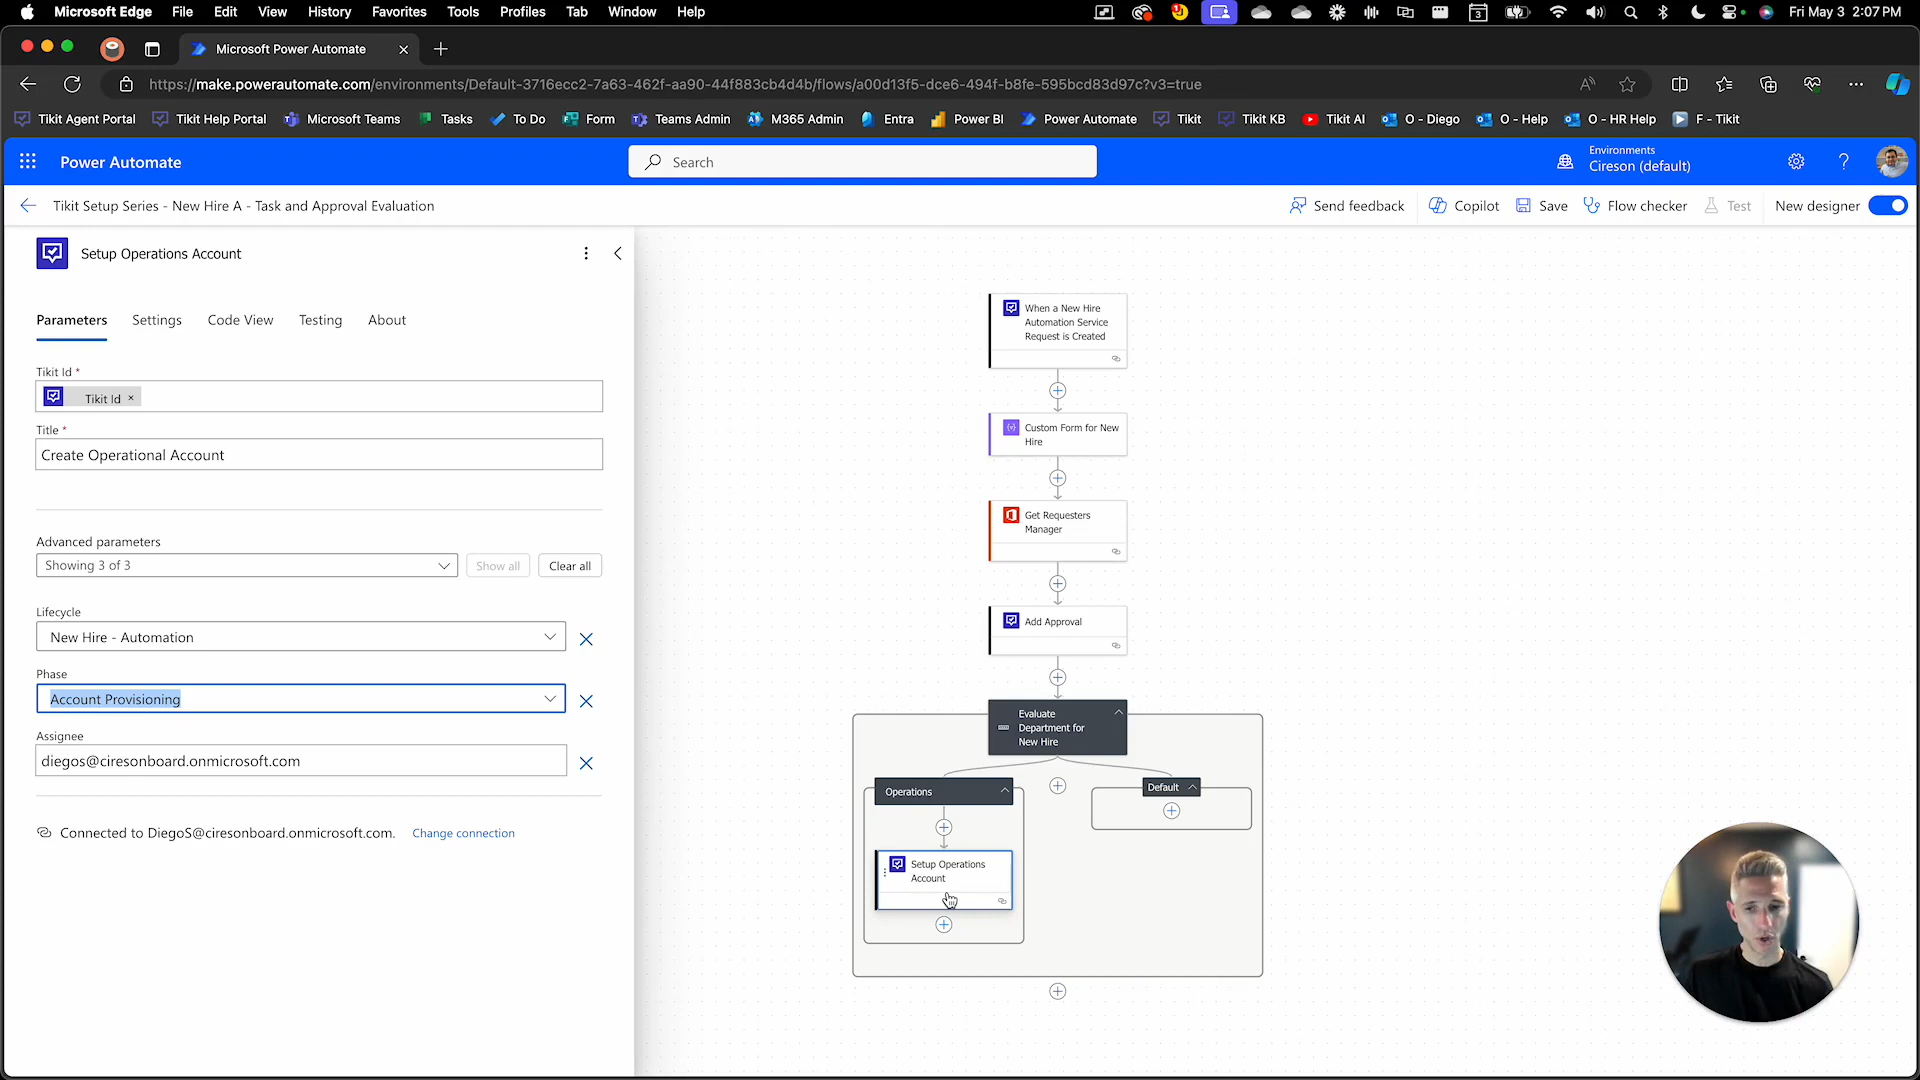 Microsoft Edge File Edit View History Favorites Tools Profiles Tab Window Help
3
Fri May 3 2:07 PM
Microsoft Power Automate
https://make.powerautomate.com/environments/Default-3716ecc2-7a63-462f-aa90-44f883cb4d4b/flows/a00d13f5-dce6-494f-b8fe-595bcd83d97c?v3=true
Tikit Agent Portal Tikit Help Portal Microsoft Teams Tasks To Do Form Teams Admin M365 Admin Entra Power BI Power Automate Tikit Tikit KB Tikit AI O - Diego O - Help O - HR Help F - Tikit
Power Automate
Search
Environments
Cireson (default)
?
Tikit Setup Series - New Hire A - Task and Approval Evaluation
Send feedback Copilot Save Flow checker Test New designer
Setup Operations Account
Parameters Settings Code View Testing About
Tikit Id *
Tikit Id ×
Title *
Create Operational Account
Advanced parameters
Showing 3 of 3
Show all
Clear all
Lifecycle
New Hire - Automation
Phase
Account Provisioning
Assignee
diegos@ciresonboard.onmicrosoft.com
Connected to DiegoS@ciresonboard.onmicrosoft.com. Change connection
When a New Hire
Automation Service
Request is Created
Custom Form for New
Hire
Get Requesters
Manager
Add Approval
Evaluate
Department for
New Hire
Operations
Default
Setup Operations
Account